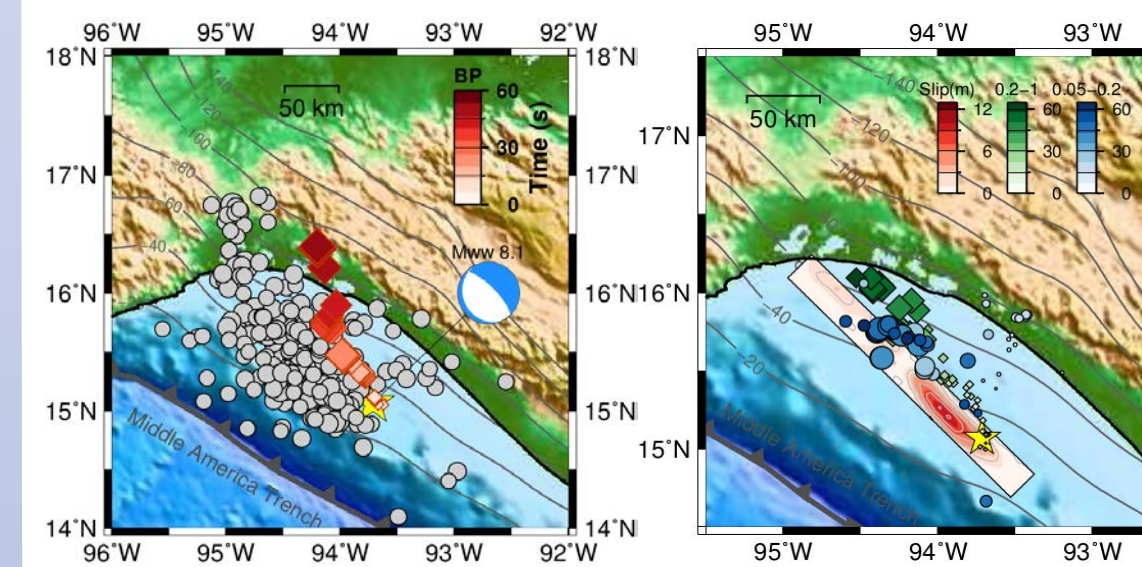 96°W 95°W 94°W 93°W 92°W
18°N 18°N
17°N 17°N
16°N
15°N 15°N
14°N 14°N
96°W 95°W 94°W 93°W 92°W
BP
60
30
0
Time (s)
50 km
-140
-120
-100
-80
-60
-40
Mww 8.1
Middle America Trench
95°W 94°W 93°W
17°N
16°N
15°N
95°W 94°W 93°W
Slip(m) 0.2-1 0.05-0.2
12 60 60
6 30 30
0 0 0
50 km
-140
-120
-100
-40
-20
Middle America Trench